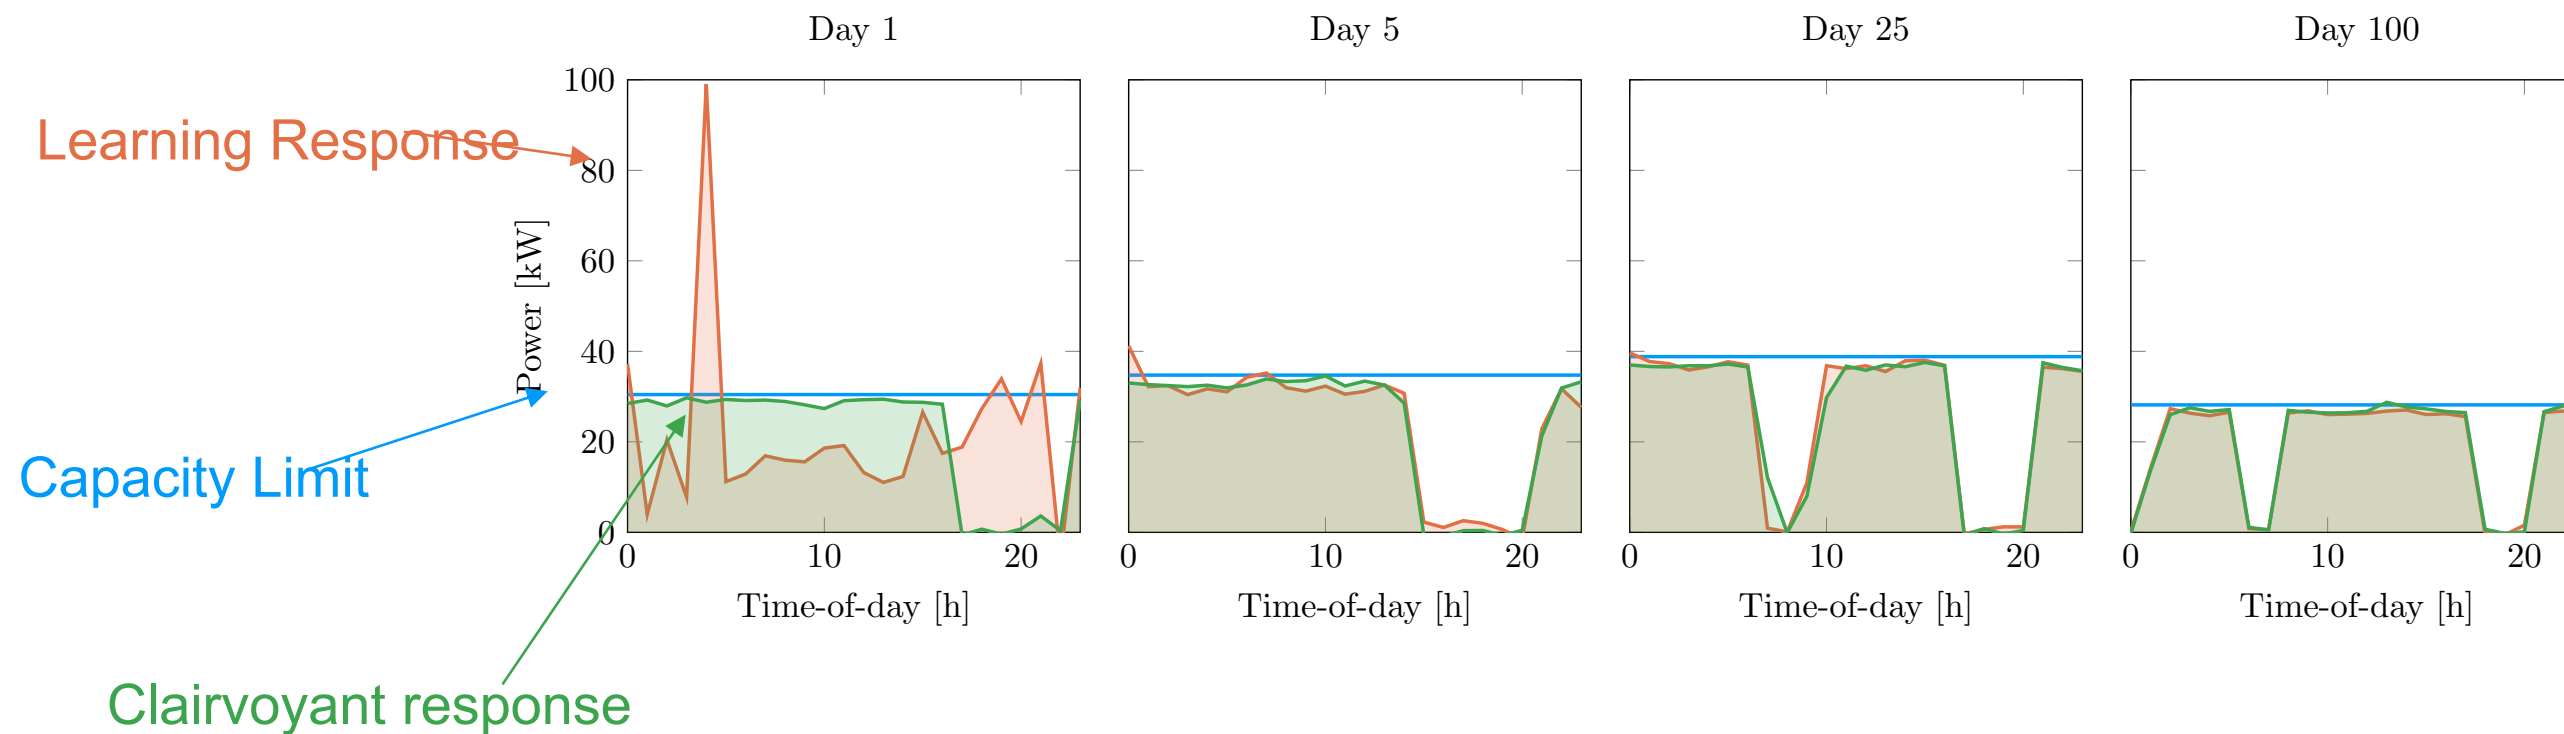 Day 1
Day 5
Day 25
Day 100
Learning Response
Capacity Limit
Clairvoyant response
Power [kW]
100
80
60
40
20
0
0 10 20
0 10 20
0 10 20
0 10 20
Time-of-day [h]
Time-of-day [h]
Time-of-day [h]
Time-of-day [h]